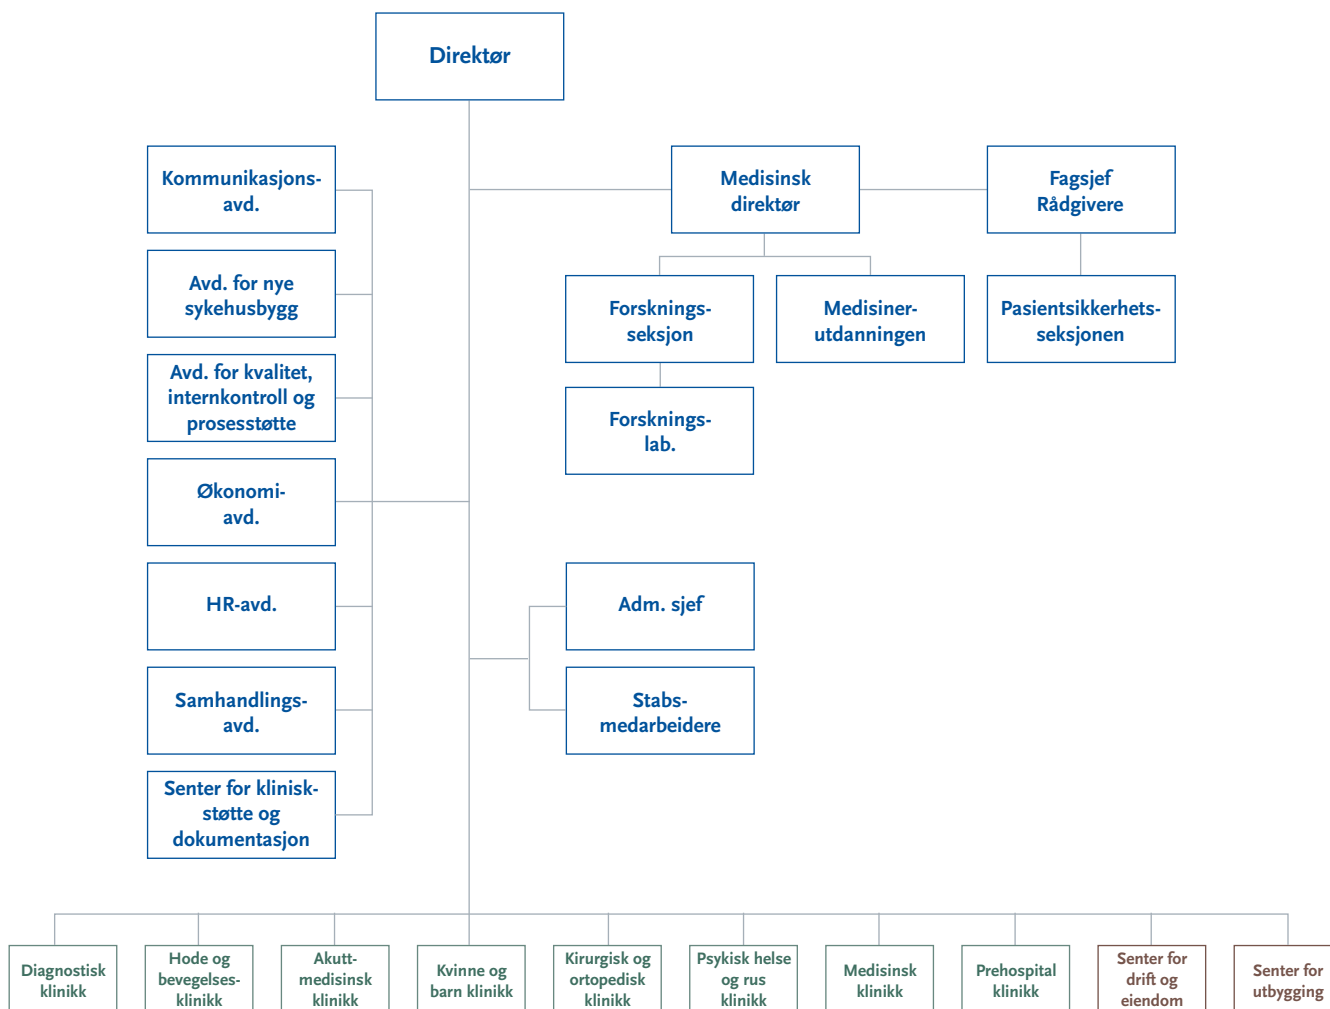 Direktør
Kommunikasjons-
avd.
Avd. for nye
sykehusbygg
Avd. for kvalitet,
internkontroll og
prosesstøtte
Økonomi-
avd.
HR-avd.
Samhandlings-
avd.
Senter for klinisk-
støtte og
dokumentasjon
Medisinsk
direktør
Fagsjef
Rådgivere
Forsknings-
seksjon
Medisiner-
utdanningen
Pasientsikkerhets-
seksjonen
Forsknings-
lab.
Adm. sjef
Stabs-
medarbeidere
Diagnostisk
klinikk
Hode og
bevegelses-
klinikk
Akutt-
medisinsk
klinikk
Kvinne og
barn klinikk
Kirurgisk og
ortopedisk
klinikk
Psykisk helse
og rus
klinikk
Medisinsk
klinikk
Prehospital
klinikk
Senter for
drift og
eiendom
Senter for
utbygging